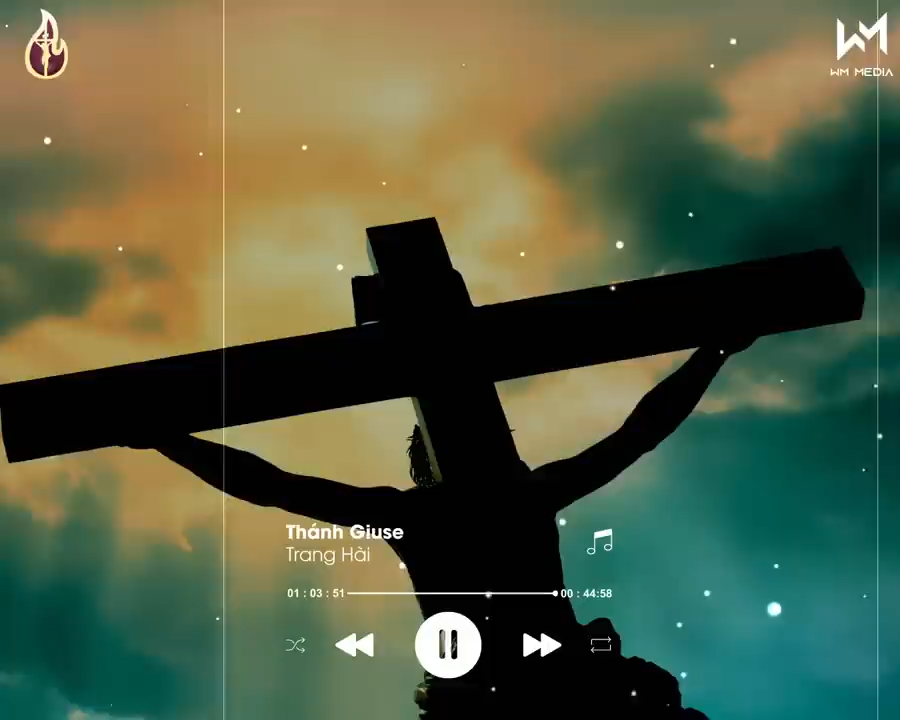 WM MEDIA
Thánh Giuse
Trang Hài
01 : 03 : 51
00 : 44:58